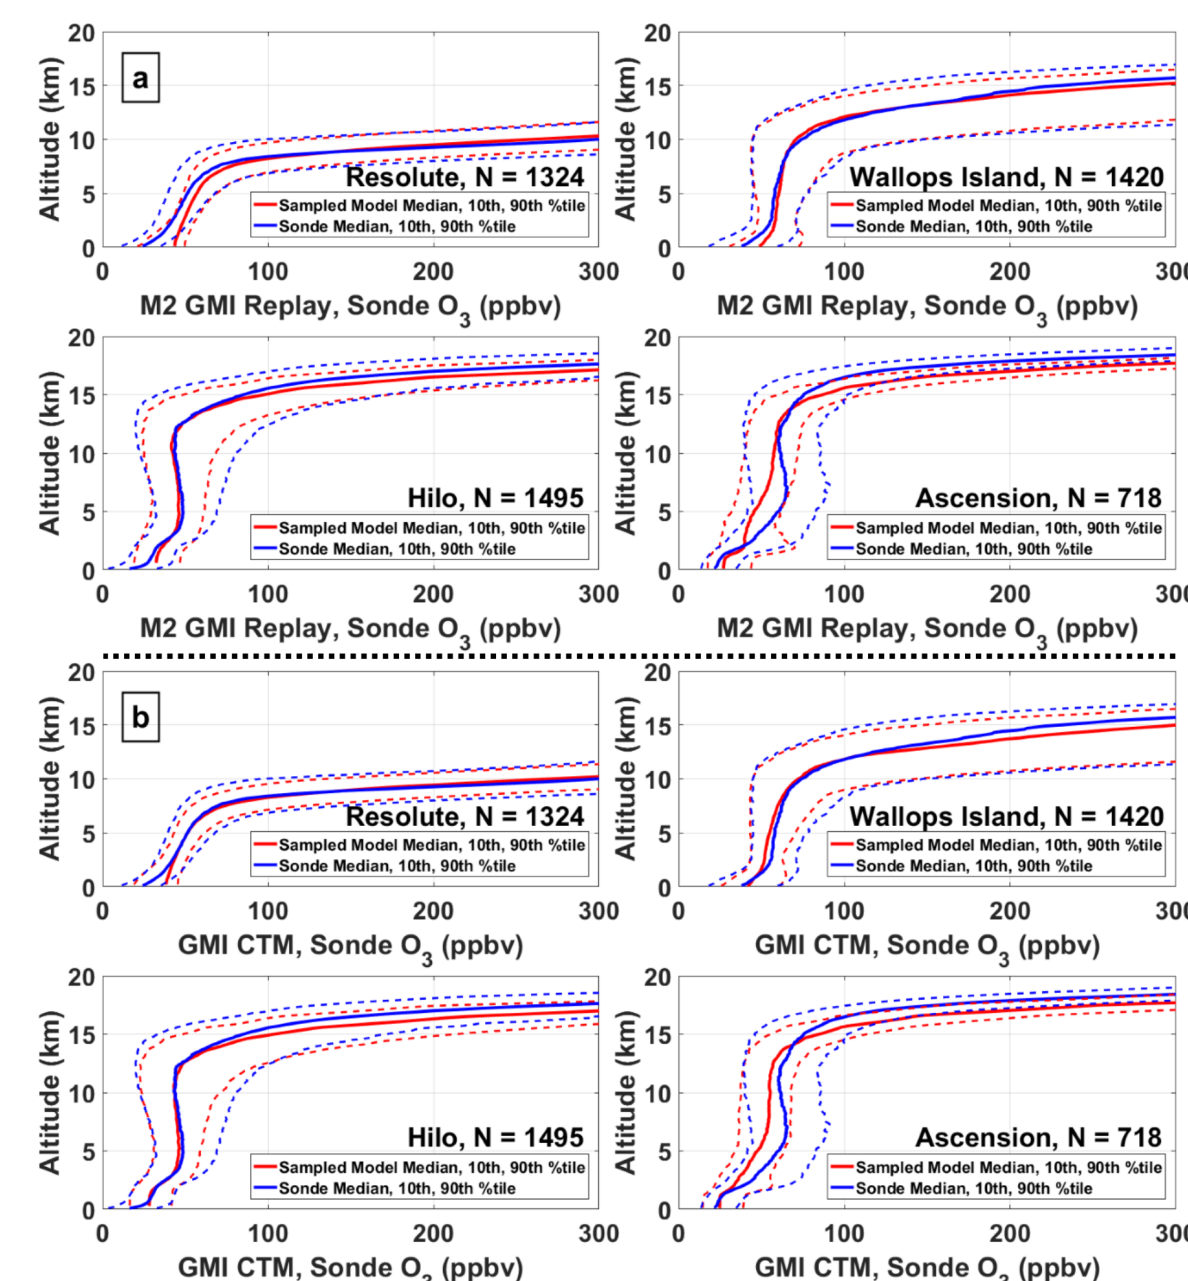 a
20
15
10
5
0
Altitude (km)
Resolute, N = 1324
Sampled Model Median, 10th, 90th %tile
Sonde Median, 10th, 90th %tile
0 100 200 300
M2 GMI Replay, Sonde O3 (ppbv)
20
15
10
5
0
Altitude (km)
Wallops Island, N = 1420
Sampled Model Median, 10th, 90th %tile
Sonde Median, 10th, 90th %tile
0 100 200 300
M2 GMI Replay, Sonde O3 (ppbv)
20
15
10
5
0
Altitude (km)
Hilo, N = 1495
Sampled Model Median, 10th, 90th %tile
Sonde Median, 10th, 90th %tile
0 100 200 300
M2 GMI Replay, Sonde O3 (ppbv)
20
15
10
5
0
Altitude (km)
Ascension, N = 718
Sampled Model Median, 10th, 90th %tile
Sonde Median, 10th, 90th %tile
0 100 200 300
M2 GMI Replay, Sonde O3 (ppbv)
b
20
15
10
5
0
Altitude (km)
Resolute, N = 1324
Sampled Model Median, 10th, 90th %tile
Sonde Median, 10th, 90th %tile
0 100 200 300
GMI CTM, Sonde O3 (ppbv)
20
15
10
5
0
Altitude (km)
Wallops Island, N = 1420
Sampled Model Median, 10th, 90th %tile
Sonde Median, 10th, 90th %tile
0 100 200 300
GMI CTM, Sonde O3 (ppbv)
20
15
10
5
0
Altitude (km)
Hilo, N = 1495
Sampled Model Median, 10th, 90th %tile
Sonde Median, 10th, 90th %tile
0 100 200 300
GMI CTM, Sonde O3 (ppbv)
20
15
10
5
0
Altitude (km)
Ascension, N = 718
Sampled Model Median, 10th, 90th %tile
Sonde Median, 10th, 90th %tile
0 100 200 300
GMI CTM, Sonde O3 (ppbv)